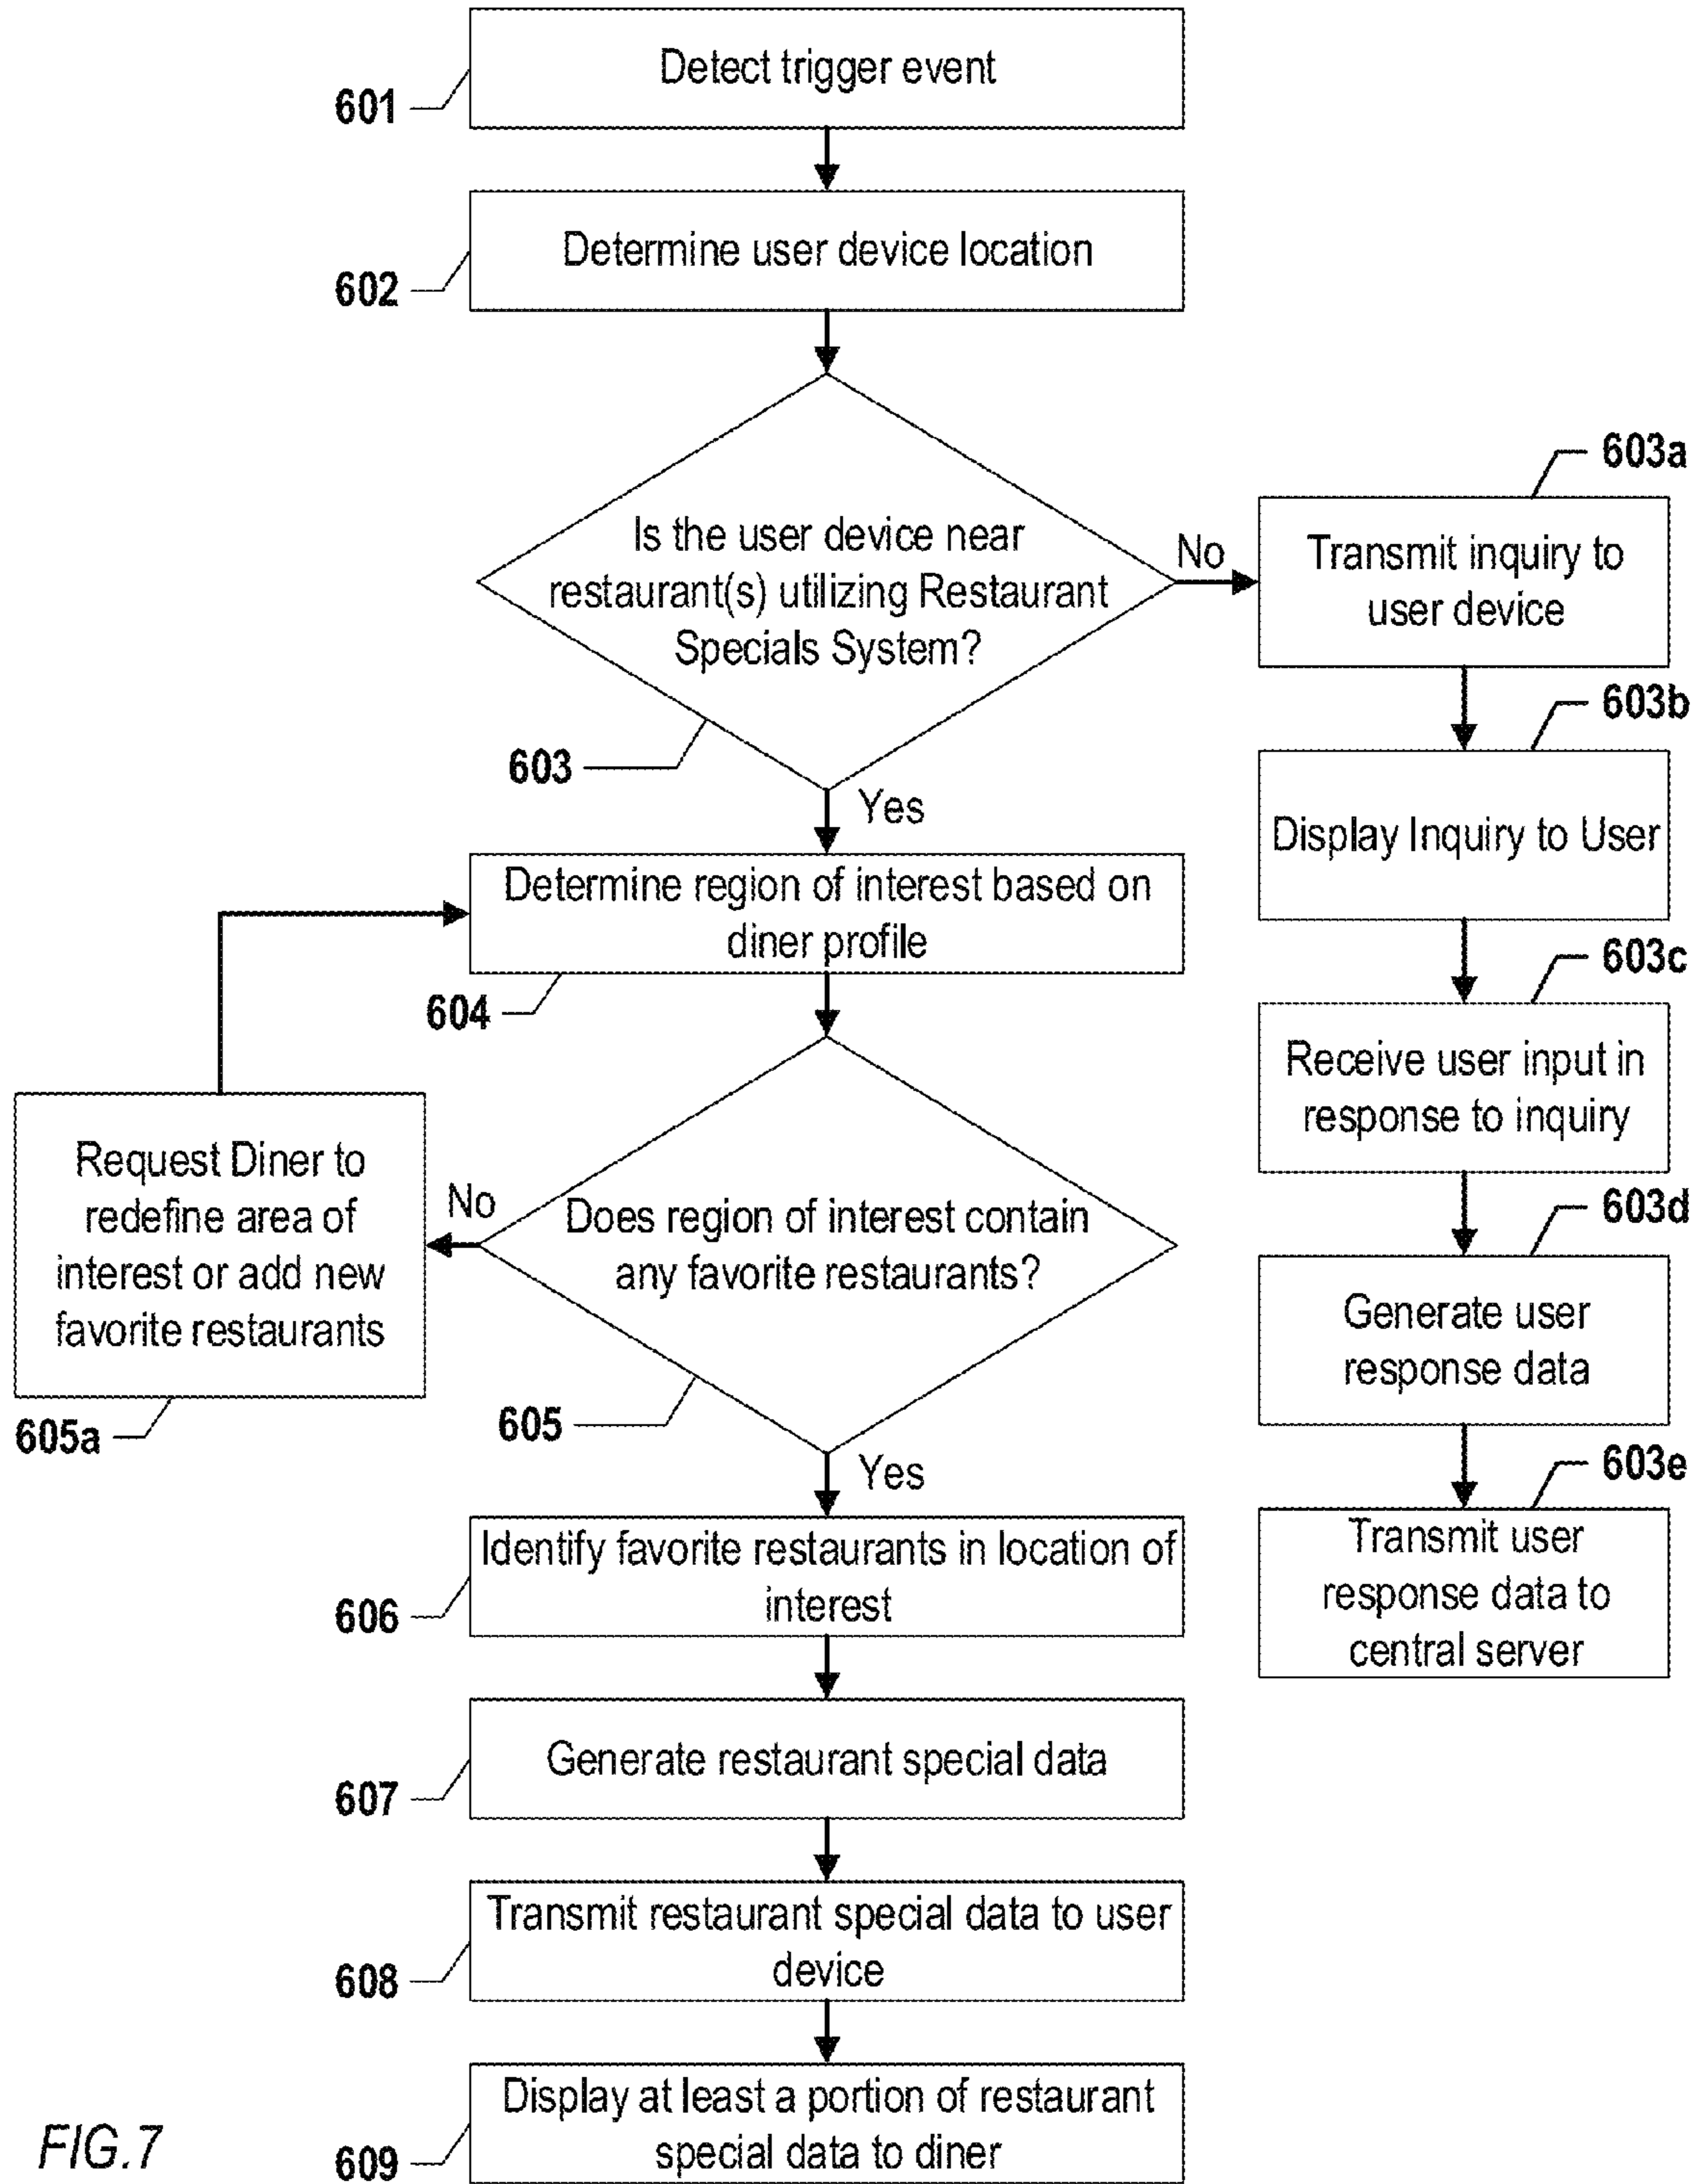 Detect trigger event
601
Determine user device location
602
Is the user device near
restaurant(s) utilizing Restaurant
Specials System?
603
No
Yes
603a
Transmit inquiry to
user device
603b
Display Inquiry to User
603c
Receive user input in
response to inquiry
603d
Generate user
response data
603e
Transmit user
response data to
central server
Determine region of interest based on
diner profile
604
Does region of interest contain
any favorite restaurants?
605
No
Request Diner to
redefine area of
interest or add new
favorite restaurants
605a
Yes
Identify favorite restaurants in location of
interest
606
Generate restaurant special data
607
Transmit restaurant special data to user
device
608
Display at least a portion of restaurant
special data to diner
609
FIG.7